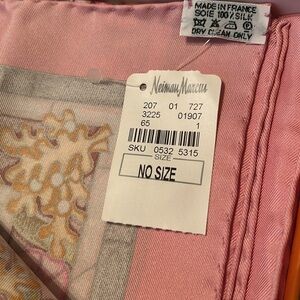 MADE IN FRANCE
SOIE 100% SILK
DRY CLEAN ONLY
Neiman Marcus
207 01 727
3225 01907
65 1
SKU 0532 5315
SIZE
NO SIZE